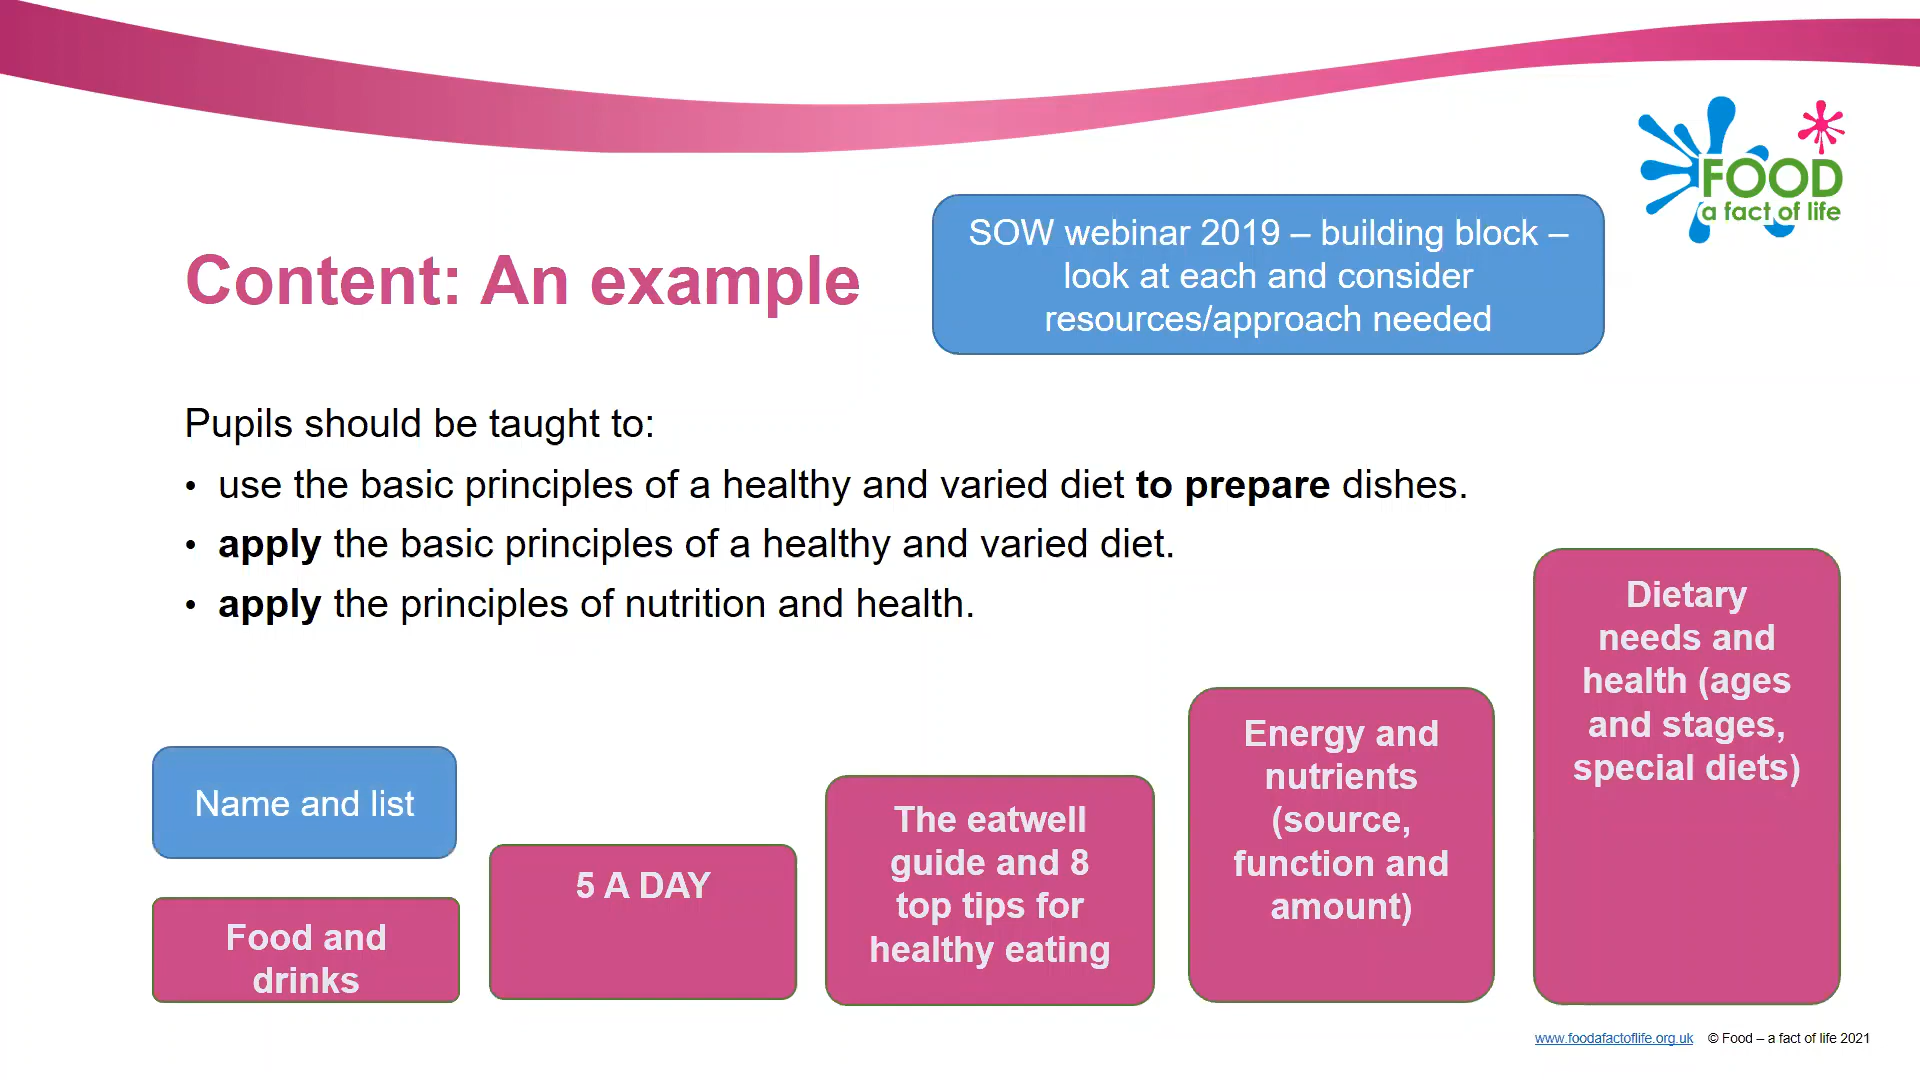 FOOD
a fact of life
SOW webinar 2019 – building block –
look at each and consider
resources/approach needed
Content: An example
Pupils should be taught to:
• use the basic principles of a healthy and varied diet to prepare dishes.
• apply the basic principles of a healthy and varied diet.
• apply the principles of nutrition and health.
Name and list
Food and
drinks
5 A DAY
The eatwell
guide and 8
top tips for
healthy eating
Energy and
nutrients
(source,
function and
amount)
Dietary
needs and
health (ages
and stages,
special diets)
www.foodafactoflife.org.uk © Food – a fact of life 2021